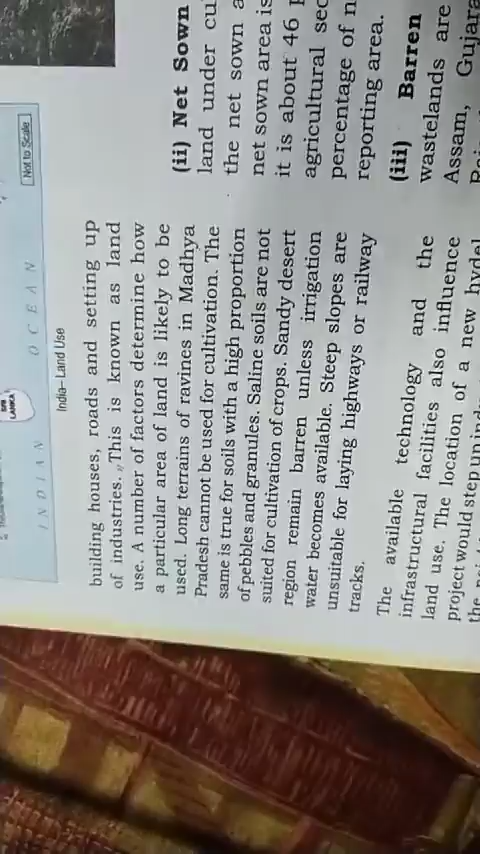 SRI
LANKA
INDIAN OCEAN
Not to Scale
India– Land Use
building houses, roads and setting up
of industries. This is known as land
use. A number of factors determine how
a particular area of land is likely to be
used. Long terrains of ravines in Madhya
Pradesh cannot be used for cultivation. The
same is true for soils with a high proportion
of pebbles and granules. Saline soils are not
suited for cultivation of crops. Sandy desert
region remain barren unless irrigation
water becomes available. Steep slopes are
unsuitable for laying highways or railway
tracks.
The available technology and the
infrastructural facilities also influence
land use. The location of a new hydel
project would step up
(ii) Net Sown
land under
the net sown
net sown area is
it is about 46
agricultural
percentage of
reporting area.
(iii) Barren
wastelands are
Assam,